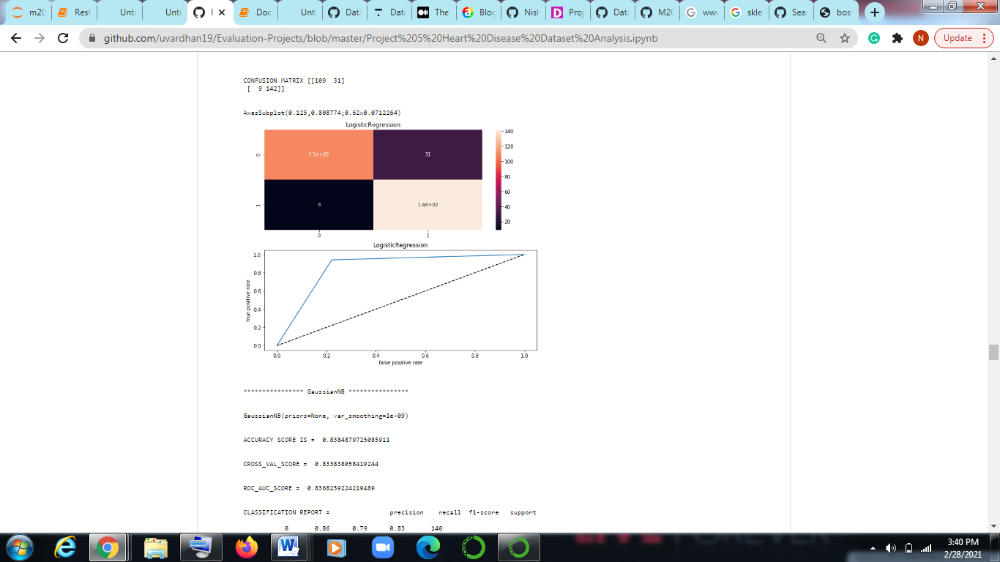 m20 Rest Unti Unti E Doc Unti Data Data The Blog Nish Proj Data M20 www skle Sear bost
github.com/uvardhan19/Evaluation-Projects/blob/master/Project%205%20Heart%20Disease%20Dataset%20Analysis.ipynb N Update
CONFUSION MATRIX [[109 31]
[ 9 142]]
AxesSubplot(0.125,0.808774;0.62x0.0712264)
LogisticRegression
140
120
100
80
60
40
20
0 1.1e+02 31
1 9 1.4e+02
0 1
LogisticRegression
1.0
0.8
0.6
0.4
0.2
0.0
true positive rate
0.0 0.2 0.4 0.6 0.8 1.0
false positive rate
**************** GaussianNB ****************
GaussianNB(priors=None, var_smoothing=1e-09)
ACCURACY SCORE IS = 0.8384879725085911
CROSS_VAL_SCORE = 0.833838058419244
ROC_AUC_SCORE = 0.8368259224219489
CLASSIFICATION REPORT = precision recall f1-score support
0 0.86 0.79 0.83 140
3:40 PM
2/28/2021